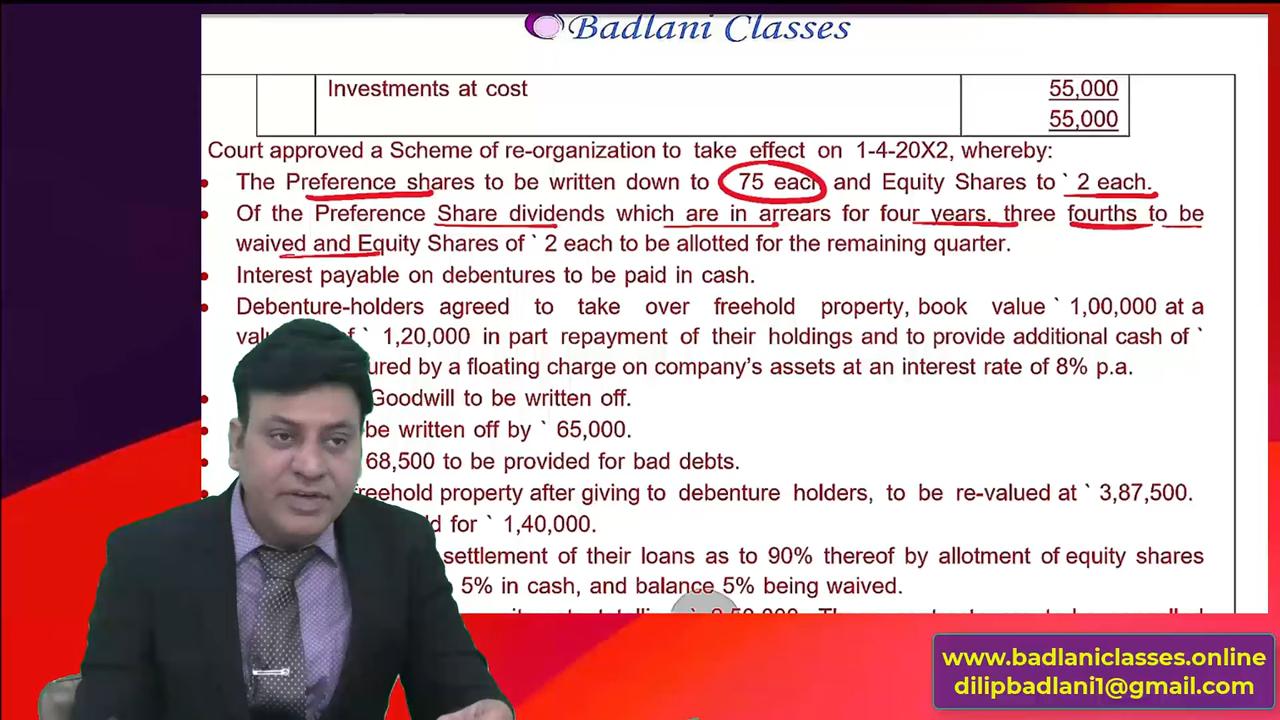 Badlani Classes
Investments at cost 55,000
55,000
Court approved a Scheme of re-organization to take effect on 1-4-20X2, whereby:
• The Preference shares to be written down to 75 each and Equity Shares to ` 2 each.
• Of the Preference Share dividends which are in arrears for four years. three fourths to be
waived and Equity Shares of ` 2 each to be allotted for the remaining quarter.
• Interest payable on debentures to be paid in cash.
• Debenture-holders agreed to take over freehold property, book value ` 1,00,000 at a
of ` 1,20,000 in part repayment of their holdings and to provide additional cash of `
by a floating charge on company's assets at an interest rate of 8% p.a.
Goodwill to be written off.
be written off by ` 65,000.
68,500 to be provided for bad debts.
freehold property after giving to debenture holders, to be re-valued at ` 3,87,500.
for ` 1,40,000.
settlement of their loans as to 90% thereof by allotment of equity shares
5% in cash, and balance 5% being waived.
www.badlaniclasses.online
dilipbadlani1@gmail.com